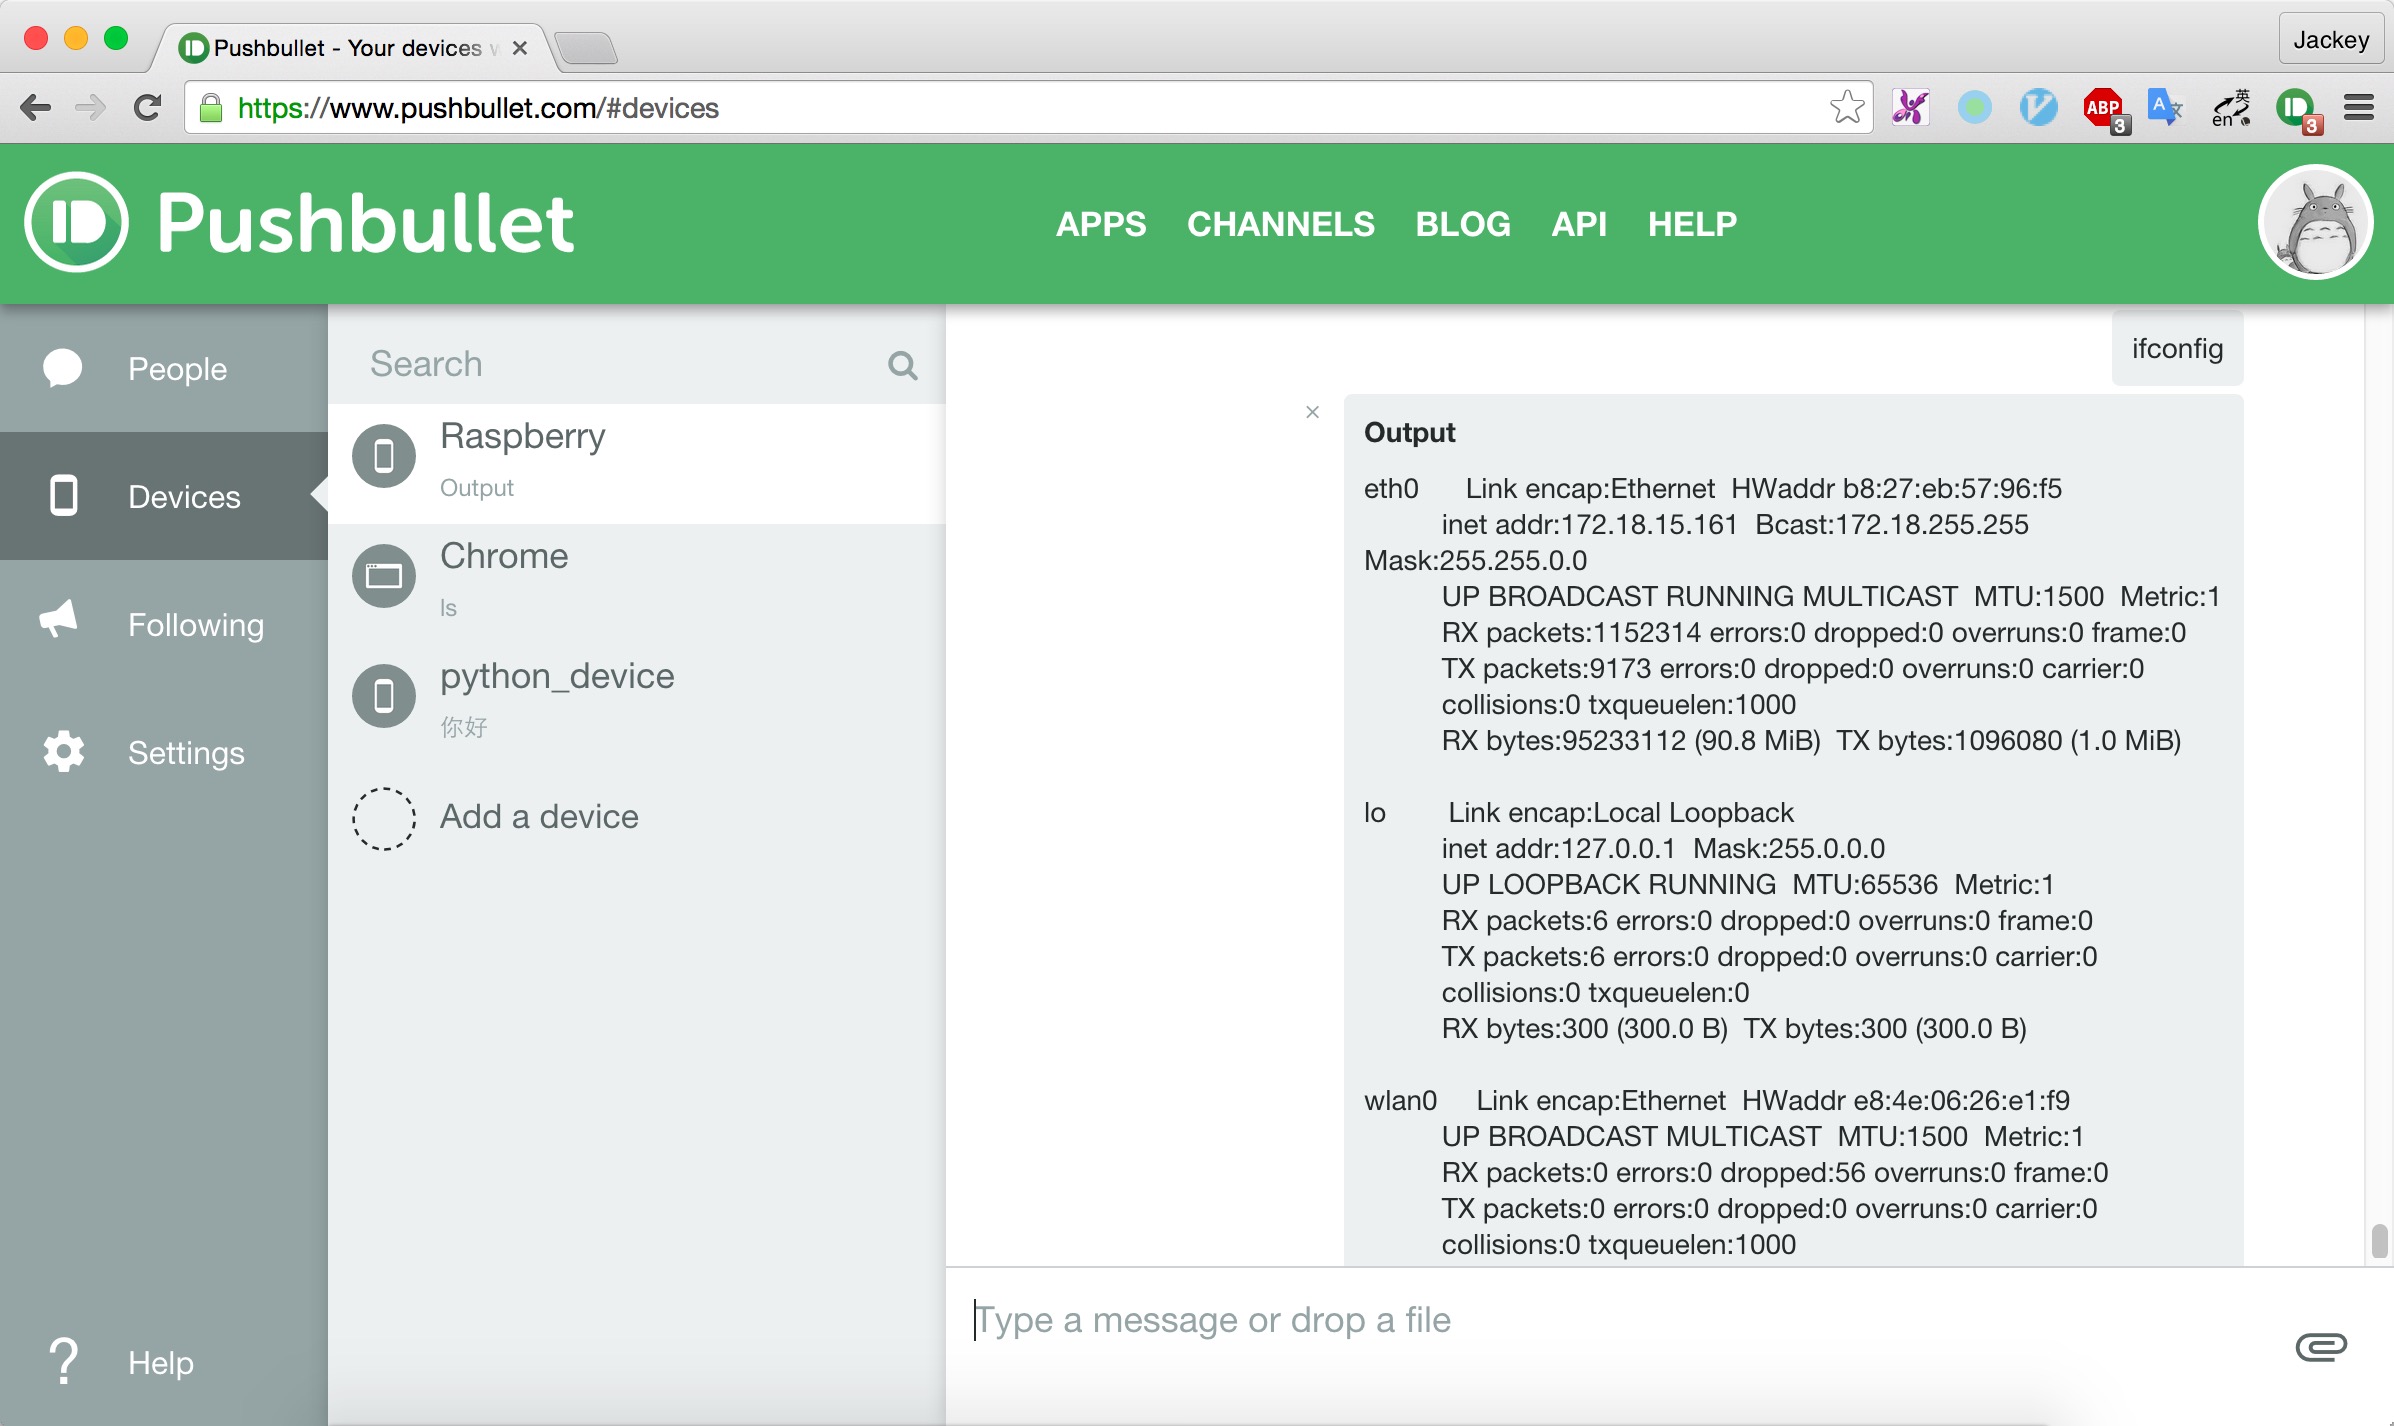 Pushbullet - Your devices
Jackey
https://www.pushbullet.com/#devices
ABP
3
A
文
英
en
3
Pushbullet
APPS CHANNELS BLOG API HELP
People
Devices
Following
Settings
Help
Search
Raspberry
Output
Chrome
ls
python_device
你好
Add a device
ifconfig
×
Output
eth0 Link encap:Ethernet HWaddr b8:27:eb:57:96:f5
inet addr:172.18.15.161 Bcast:172.18.255.255
Mask:255.255.0.0
UP BROADCAST RUNNING MULTICAST MTU:1500 Metric:1
RX packets:1152314 errors:0 dropped:0 overruns:0 frame:0
TX packets:9173 errors:0 dropped:0 overruns:0 carrier:0
collisions:0 txqueuelen:1000
RX bytes:95233112 (90.8 MiB) TX bytes:1096080 (1.0 MiB)
lo Link encap:Local Loopback
inet addr:127.0.0.1 Mask:255.0.0.0
UP LOOPBACK RUNNING MTU:65536 Metric:1
RX packets:6 errors:0 dropped:0 overruns:0 frame:0
TX packets:6 errors:0 dropped:0 overruns:0 carrier:0
collisions:0 txqueuelen:0
RX bytes:300 (300.0 B) TX bytes:300 (300.0 B)
wlan0 Link encap:Ethernet HWaddr e8:4e:06:26:e1:f9
UP BROADCAST MULTICAST MTU:1500 Metric:1
RX packets:0 errors:0 dropped:56 overruns:0 frame:0
TX packets:0 errors:0 dropped:0 overruns:0 carrier:0
collisions:0 txqueuelen:1000
Type a message or drop a file